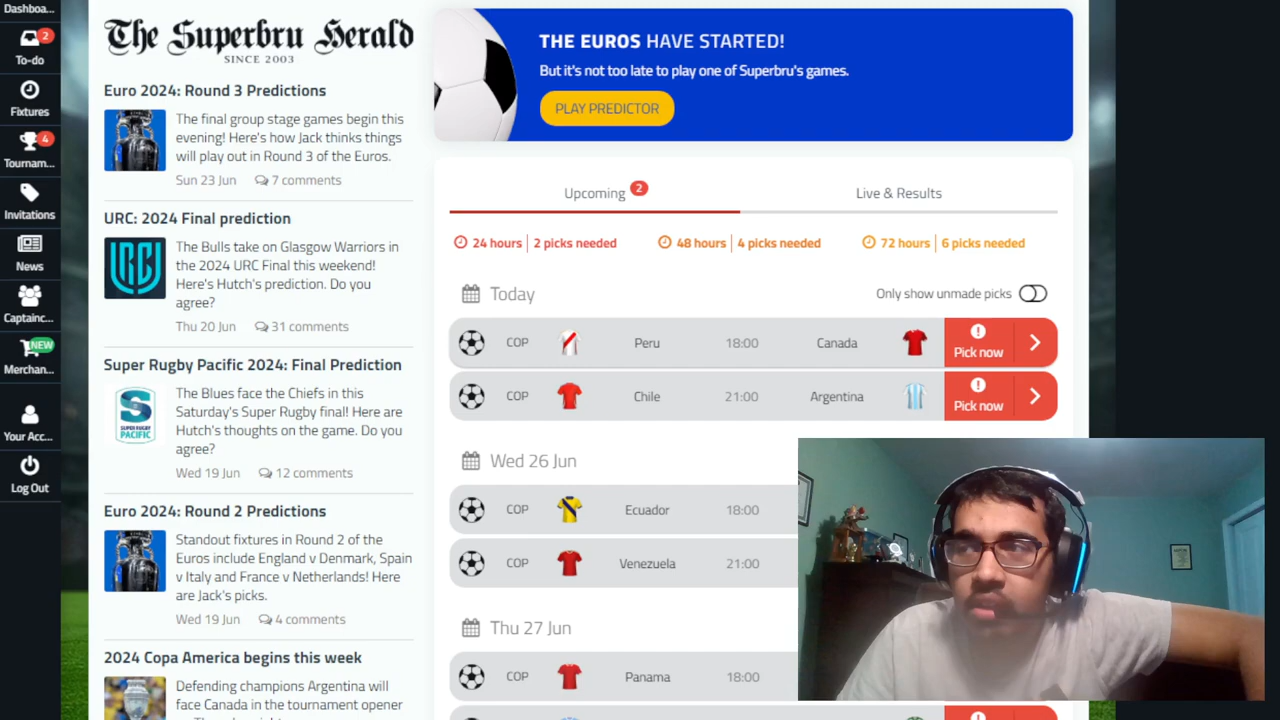 Dashboa...
2
To-do
Fixtures
4
Tournam...
Invitations
News
Captainc...
NEW
Merchan...
Your Acc...
Log Out
The Superbru Herald
SINCE 2003
Euro 2024: Round 3 Predictions
The final group stage games begin this
evening! Here's how Jack thinks things
will play out in Round 3 of the Euros.
Sun 23 Jun 7 comments
URC: 2024 Final prediction
URC
The Bulls take on Glasgow Warriors in
the 2024 URC Final this weekend!
Here's Hutch's prediction. Do you
agree?
Thu 20 Jun 31 comments
Super Rugby Pacific 2024: Final Prediction
SUPER RUGBY
PACIFIC
The Blues face the Chiefs in this
Saturday's Super Rugby final! Here are
Hutch's thoughts on the game. Do you
agree?
Wed 19 Jun 12 comments
Euro 2024: Round 2 Predictions
Standout fixtures in Round 2 of the
Euros include England v Denmark, Spain
v Italy and France v Netherlands! Here
are Jack's picks.
Wed 19 Jun 4 comments
2024 Copa America begins this week
Defending champions Argentina will
face Canada in the tournament opener
THE EUROS HAVE STARTED!
But it's not too late to play one of Superbru's games.
PLAY PREDICTOR
Upcoming 2 Live & Results
24 hours 2 picks needed 48 hours 4 picks needed 72 hours 6 picks needed
Today Only show unmade picks
COP Peru 18:00 Canada Pick now
COP Chile 21:00 Argentina Pick now
Wed 26 Jun
COP Ecuador 18:00
COP Venezuela 21:00
Thu 27 Jun
COP Panama 18:00